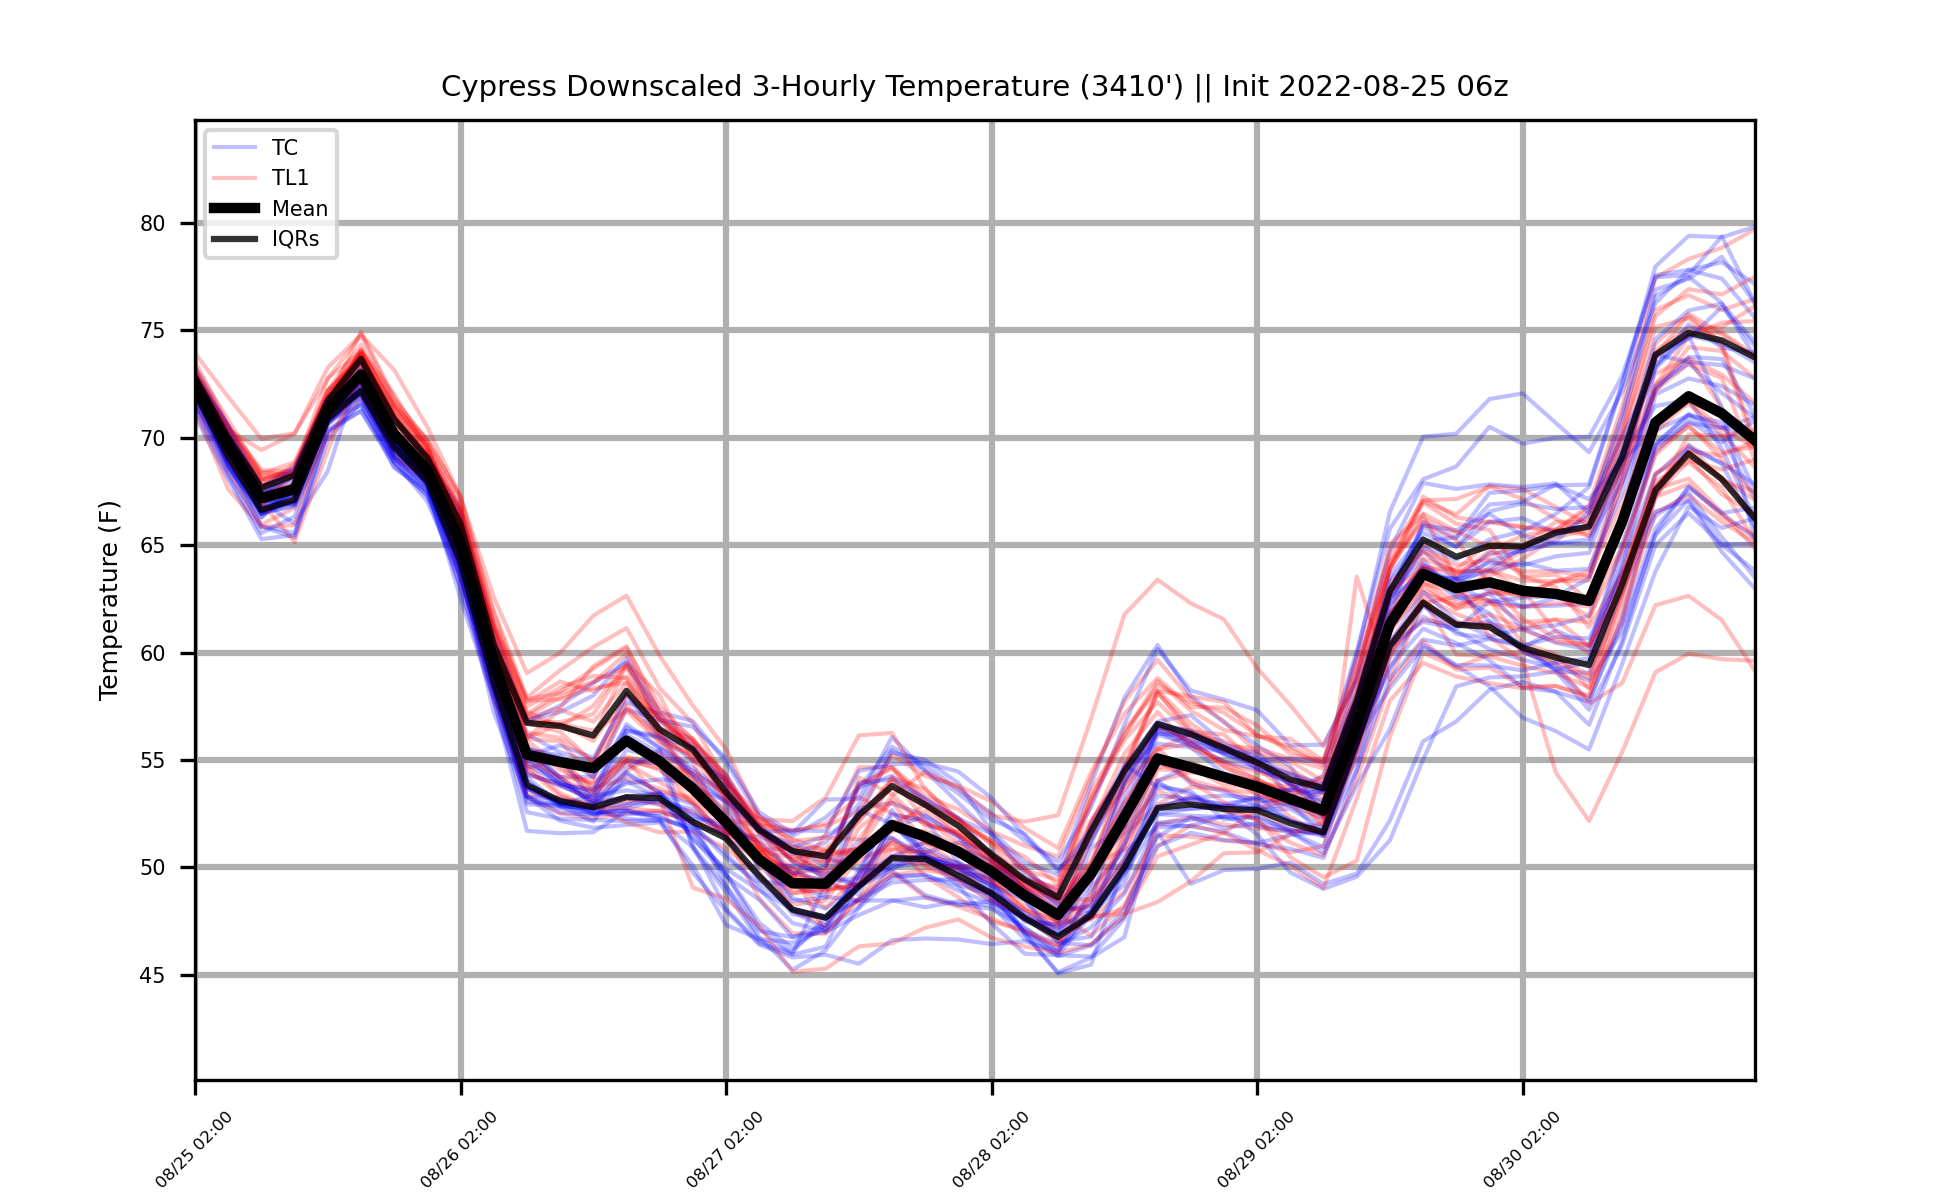 Cypress Downscaled 3-Hourly Temperature (3410') || Init 2022-08-25 06z
TC
TL1
Mean
IQRs
80
75
70
65
60
55
50
45
Temperature (F)
08/25 02:00
08/26 02:00
08/27 02:00
08/28 02:00
08/29 02:00
08/30 02:00